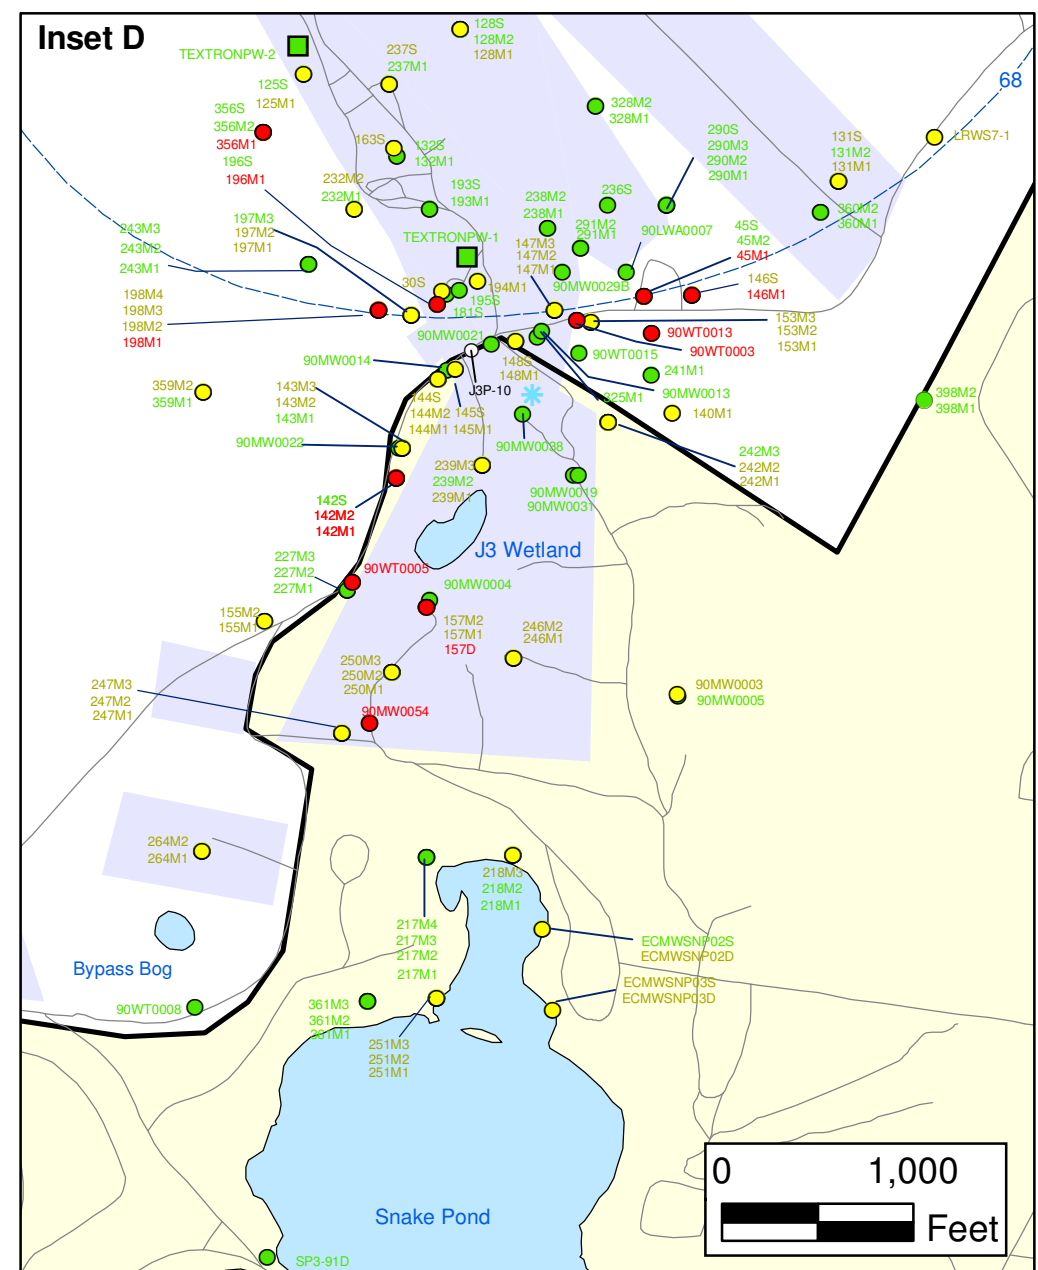 Inset D
128S
128M2
128M1
TEXTRONPW-2
237S
237M1
68
125S
125M1
356S
356M2
356M1
328M2
328M1
290S
290M3
290M2
290M1
163S
132S
132M1
131S
131M2
131M1
LRWS7-1
196S
196M1
232M2
232M1
193S
193M1
238M2
238M1
236S
360M2
360M1
291M2
291M1
197M3
197M2
197M1
243M3
243M2
243M1
TEXTRONPW-1
147M3
147M2
147M1
90LWA0007
45S
45M2
45M1
198M4
198M3
198M2
198M1
30S
194M1
195S
181S
90MW0029B
146S
146M1
153M3
153M2
153M1
90MW0021
90WT0013
90WT0003
90MW0014
148S
148M1
90WT0015
241M1
J3P-10
359M2
359M1
143M3
143M2
143M1
144S
144M2
144M1
145S
145M1
325M1
90MW0013
140M1
398M2
398M1
90MW0022
90MW0038
242M3
242M2
242M1
239M3
239M2
239M1
90MW0019
90MW0031
142S
142M2
142M1
J3 Wetland
227M3
227M2
227M1
90WT0005
90MW0004
155M2
155M1
157M2
157M1
157D
246M2
246M1
250M3
250M2
250M1
247M3
247M2
247M1
90MW0003
90MW0005
90MW0054
264M2
264M1
218M3
218M2
218M1
217M4
217M3
217M2
217M1
ECMWSNP02S
ECMWSNP02D
Bypass Bog
ECMWSNP03S
ECMWSNP03D
90WT0008
361M3
361M2
361M1
251M3
251M2
251M1
0 1,000
Feet
Snake Pond
SP3-91D